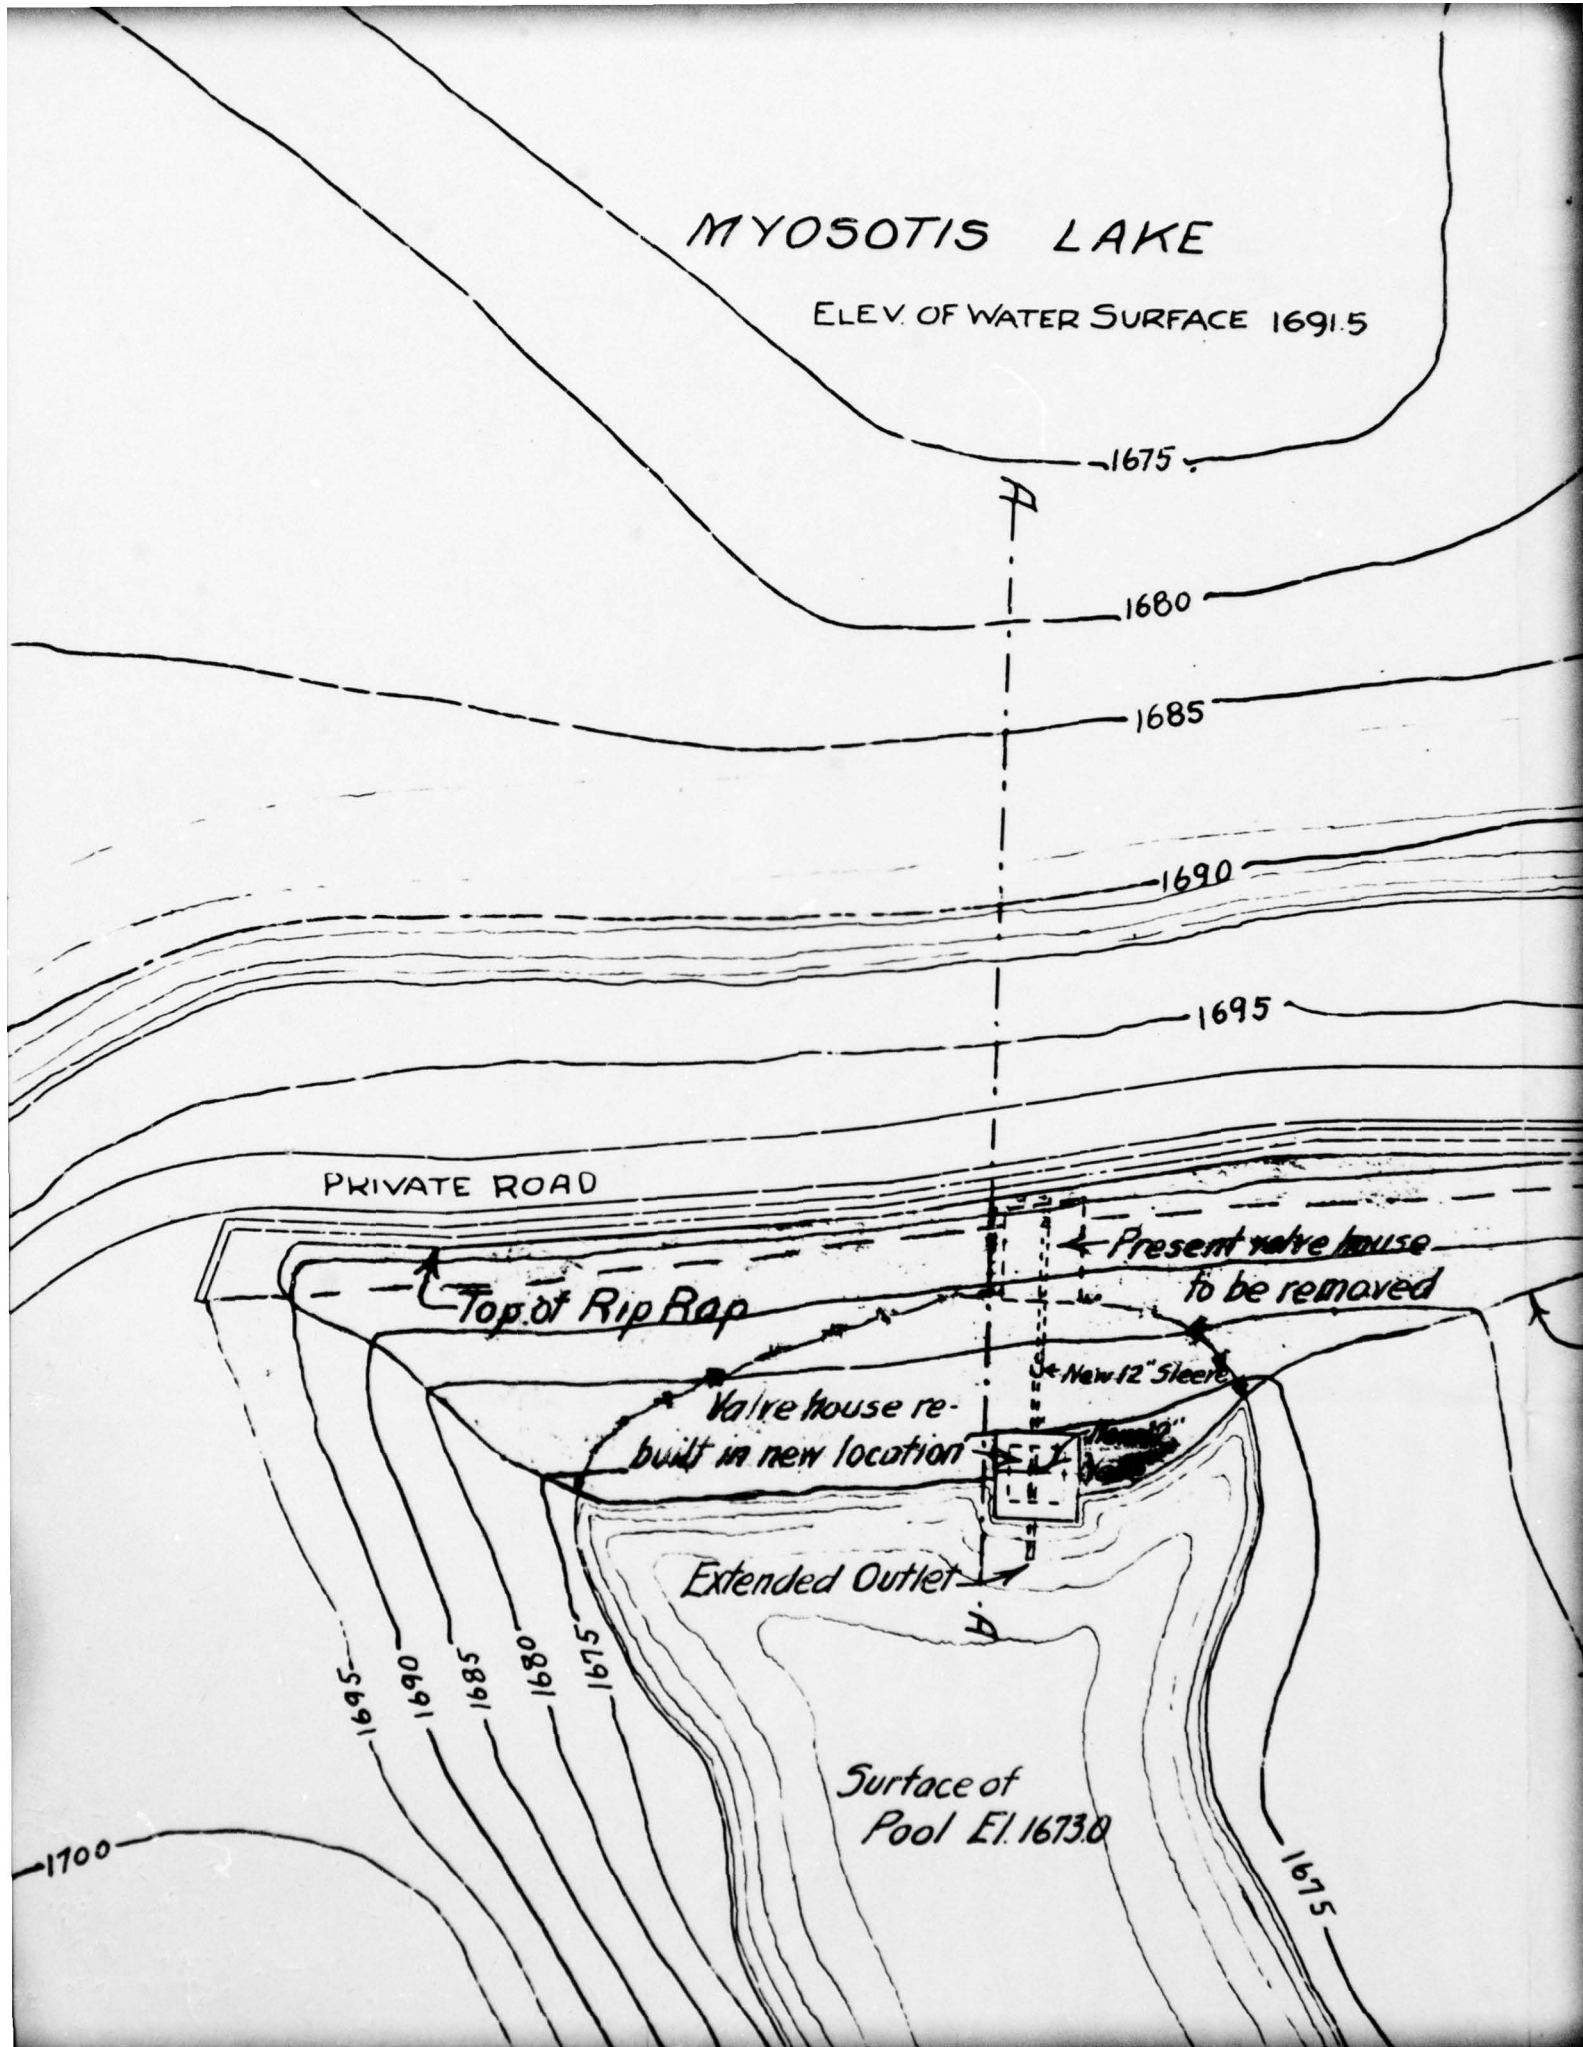 MYOSOTIS LAKE
ELEV. OF WATER SURFACE 1691.5
1675
A
1680
1685
1690
1695
PRIVATE ROAD
Present valve house
to be removed
Top of Rip Rap
New 12" Sleeve
Valve house re-
built in new location
Extended Outlet
A
1695
1690
1685
1680
1675
Surface of
Pool El. 1673.0
1700
1675